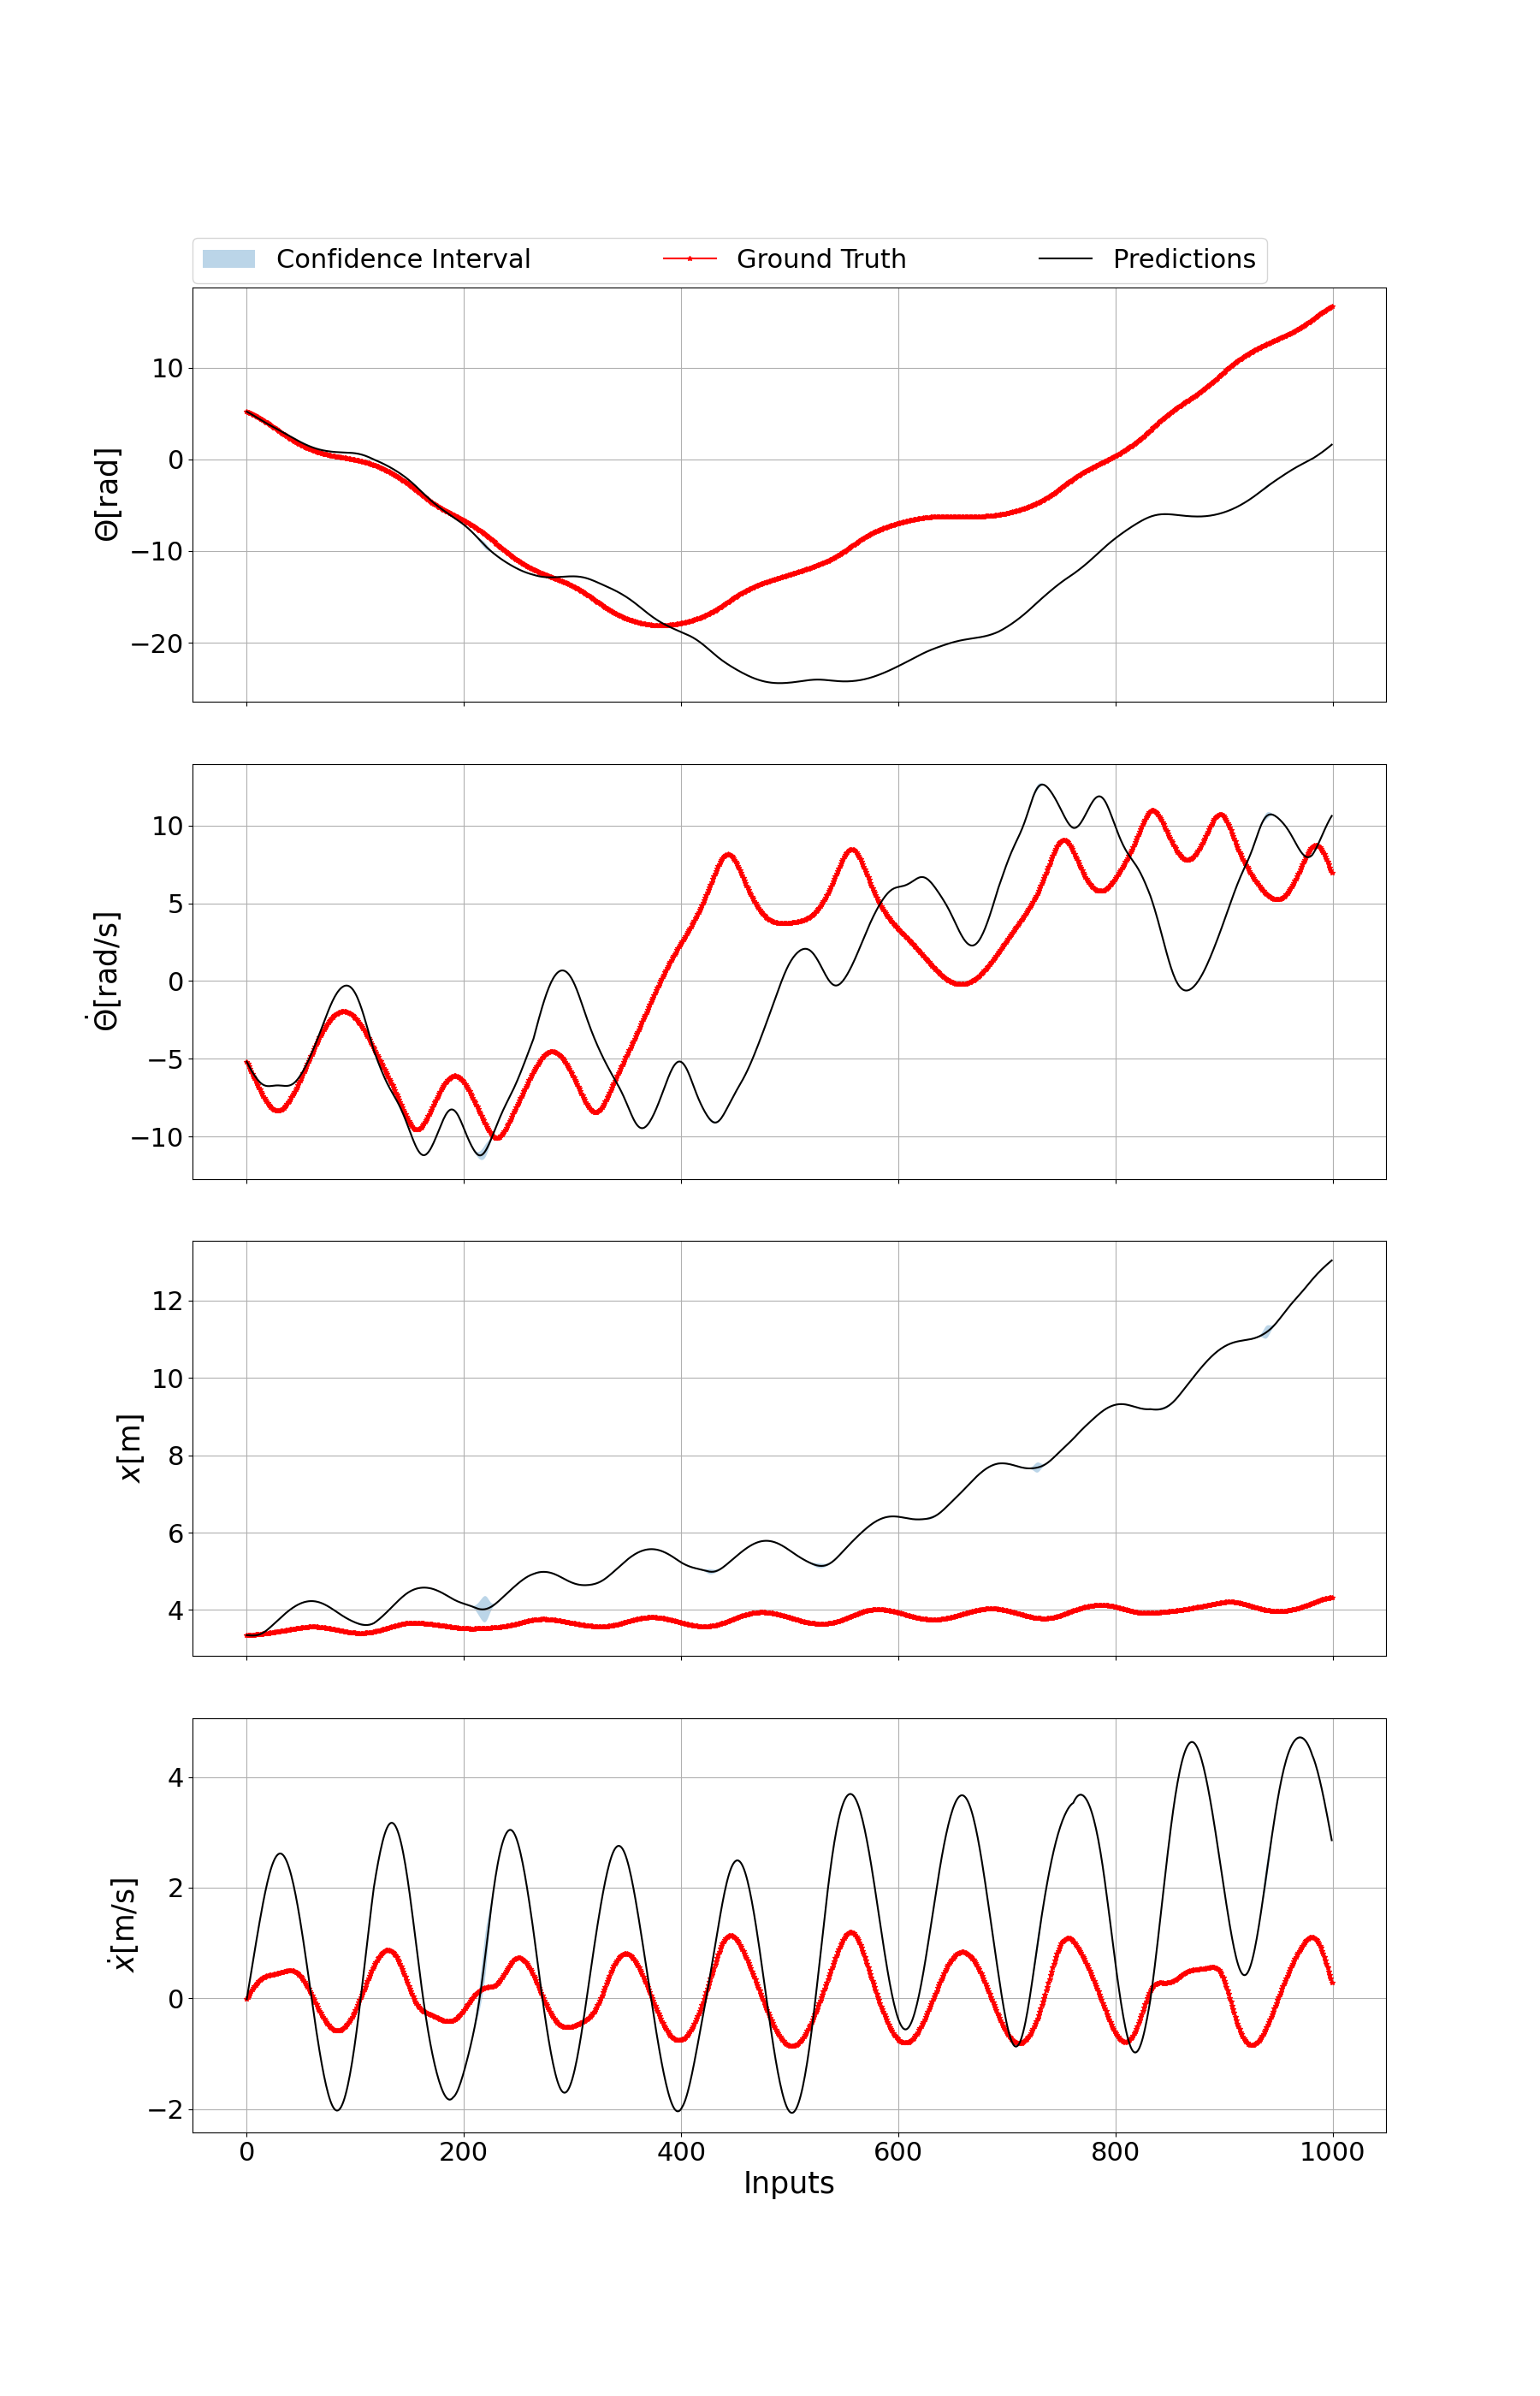 Confidence Interval Ground Truth Predictions
10
0
−10
−20
Θ[rad]
10
5
0
−5
−10
Θ̇[rad/s]
12
10
8
6
4
x[m]
4
2
0
−2
ẋ[m/s]
0 200 400 600 800 1000
Inputs